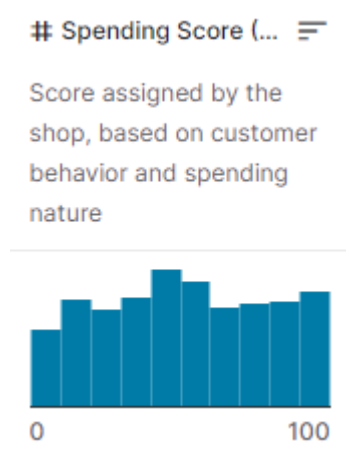 # Spending Score (...
Score assigned by the
shop, based on customer
behavior and spending
nature
0 100